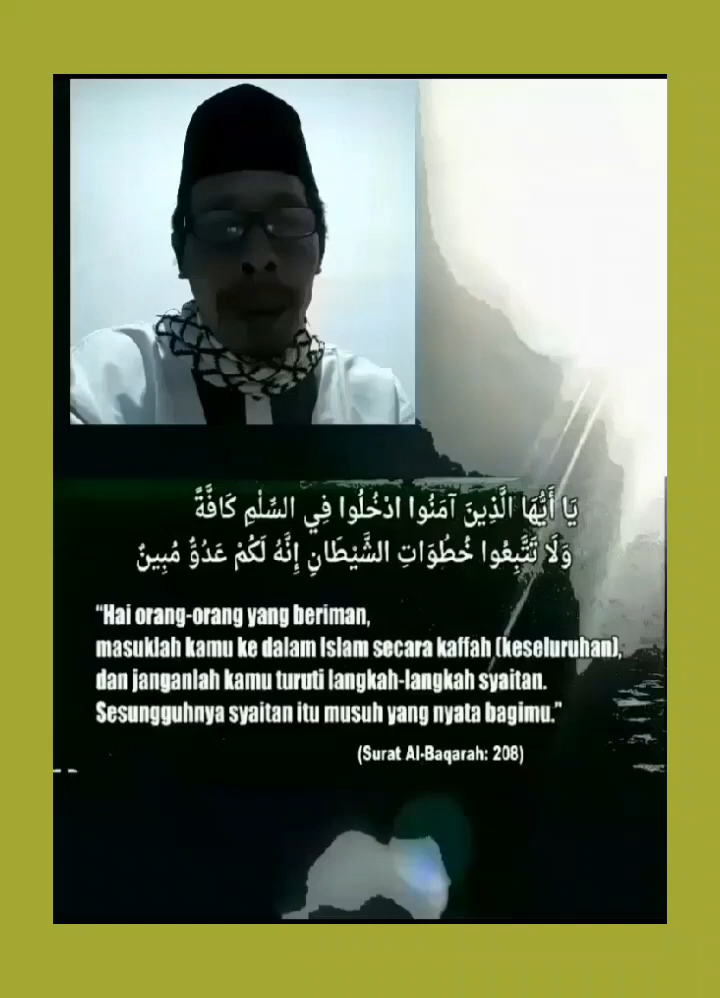 يَا أَيُّهَا الَّذِينَ آمَنُوا ادْخُلُوا فِي السِّلْمِ كَافَّةً
وَلَا تَتَّبِعُوا خُطُوَاتِ الشَّيْطَانِ إِنَّهُ لَكُمْ عَدُوٌّ مُبِينٌ
“Hai orang-orang yang beriman,
masuklah kamu ke dalam Islam secara kaffah (keseluruhan),
dan janganlah kamu turuti langkah-langkah syaitan.
Sesungguhnya syaitan itu musuh yang nyata bagimu.”
(Surat Al-Baqarah: 208)